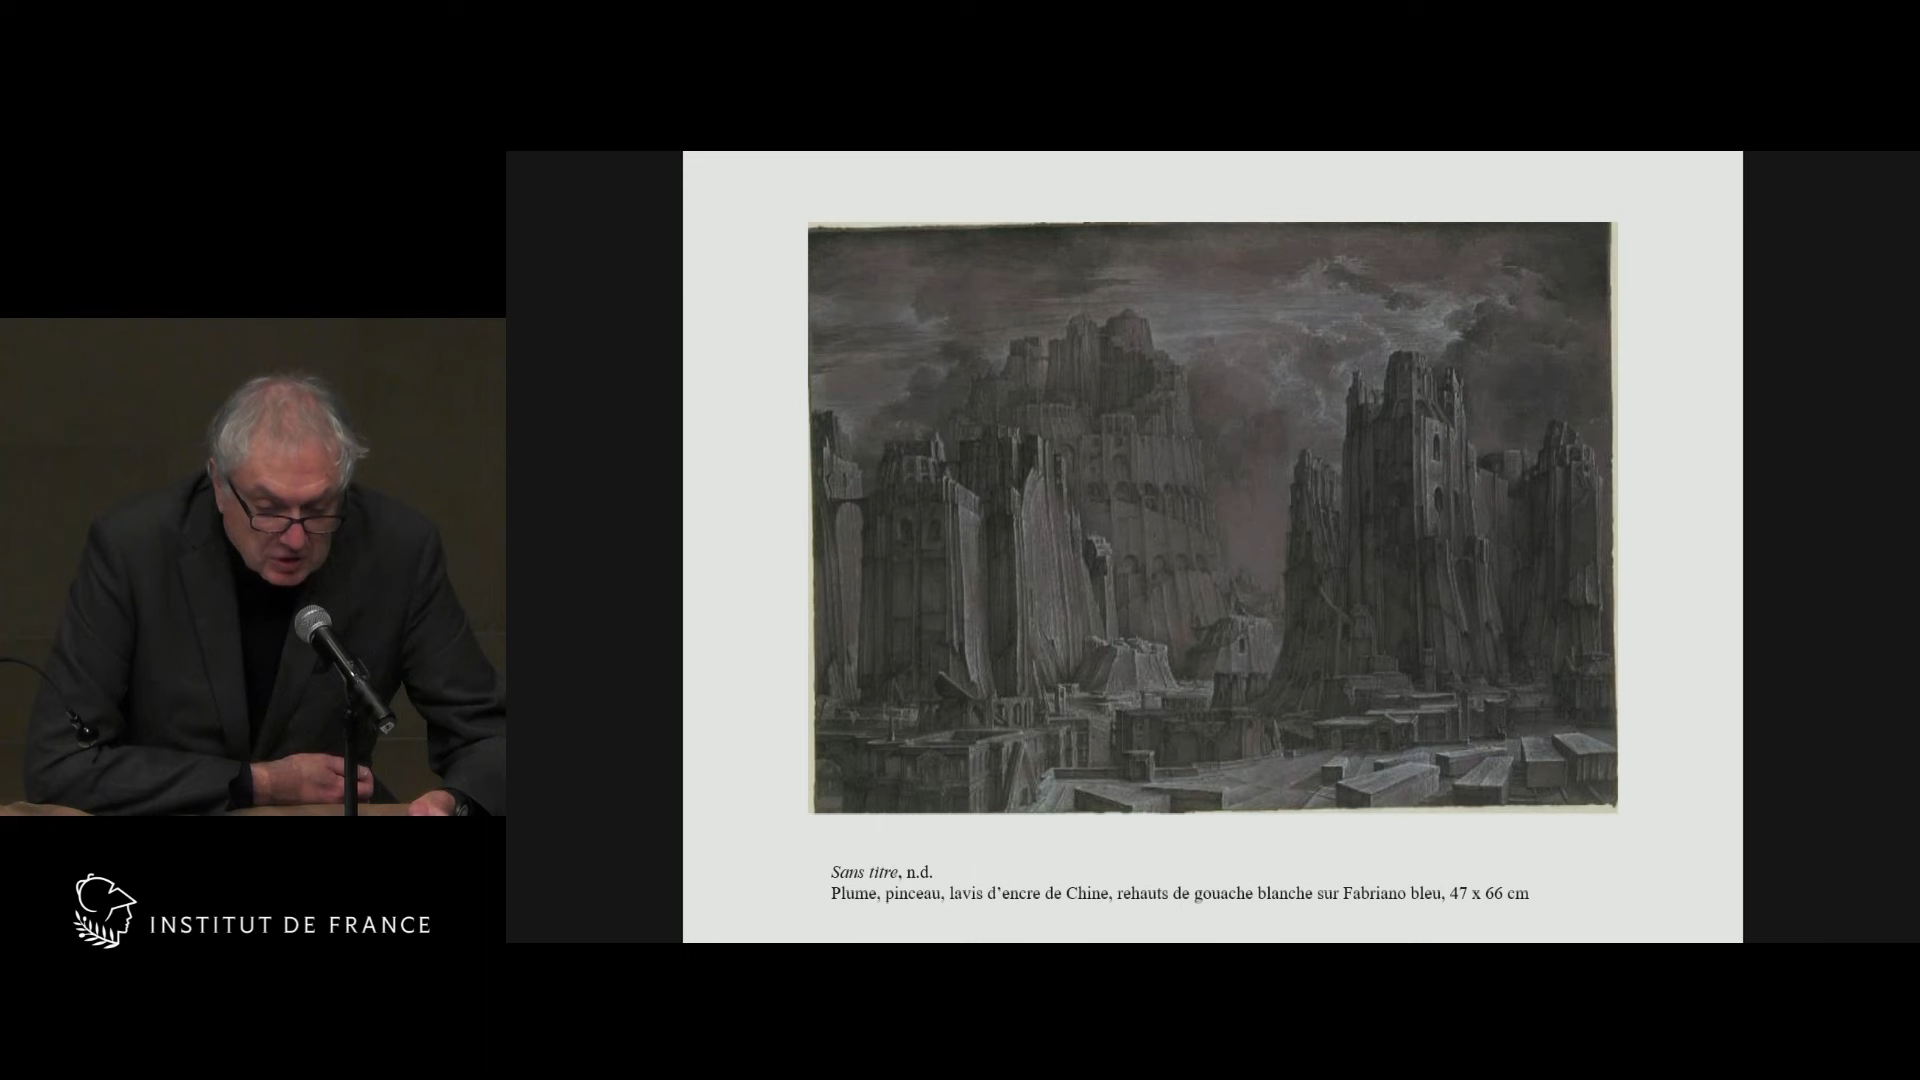 Sans titre, n.d.
Plume, pinceau, lavis d’encre de Chine, rehauts de gouache blanche sur Fabriano bleu, 47 x 66 cm
INSTITUT DE FRANCE